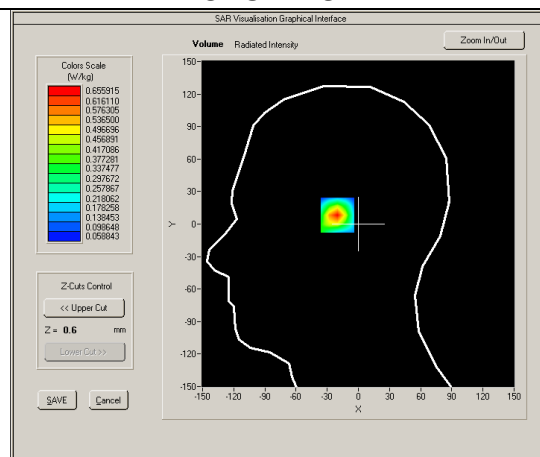 SAR Visualisation Graphical Interface
Volume Radiated Intensity
Zoom In/Out
Colors Scale
(W/kg)
0.655915
0.616110
0.576305
0.536500
0.496696
0.456891
0.417086
0.377281
0.337477
0.297672
0.257867
0.218062
0.178258
0.138453
0.098648
0.058843
Z-Cuts Control
<< Upper Cut
Z = 0.6 mm
Lower Cut >>
SAVE
Cancel
150
120
90
60
30
0
-30
-60
-90
-120
-150
Y
-150 -120 -90 -60 -30 0 30 60 90 120 150
X